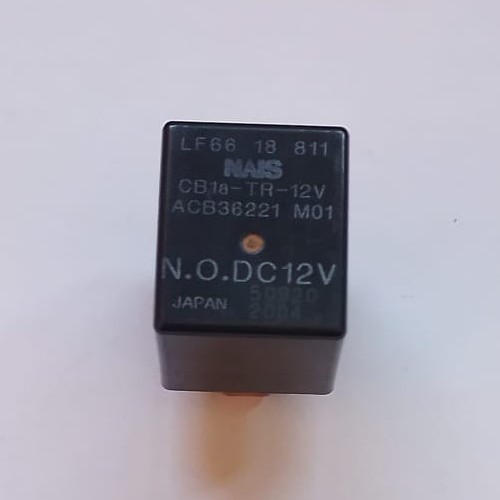 LF66 18 811
NAIS
CB1a-TR-12V
ACB36221 M01
N.O.DC12V
JAPAN